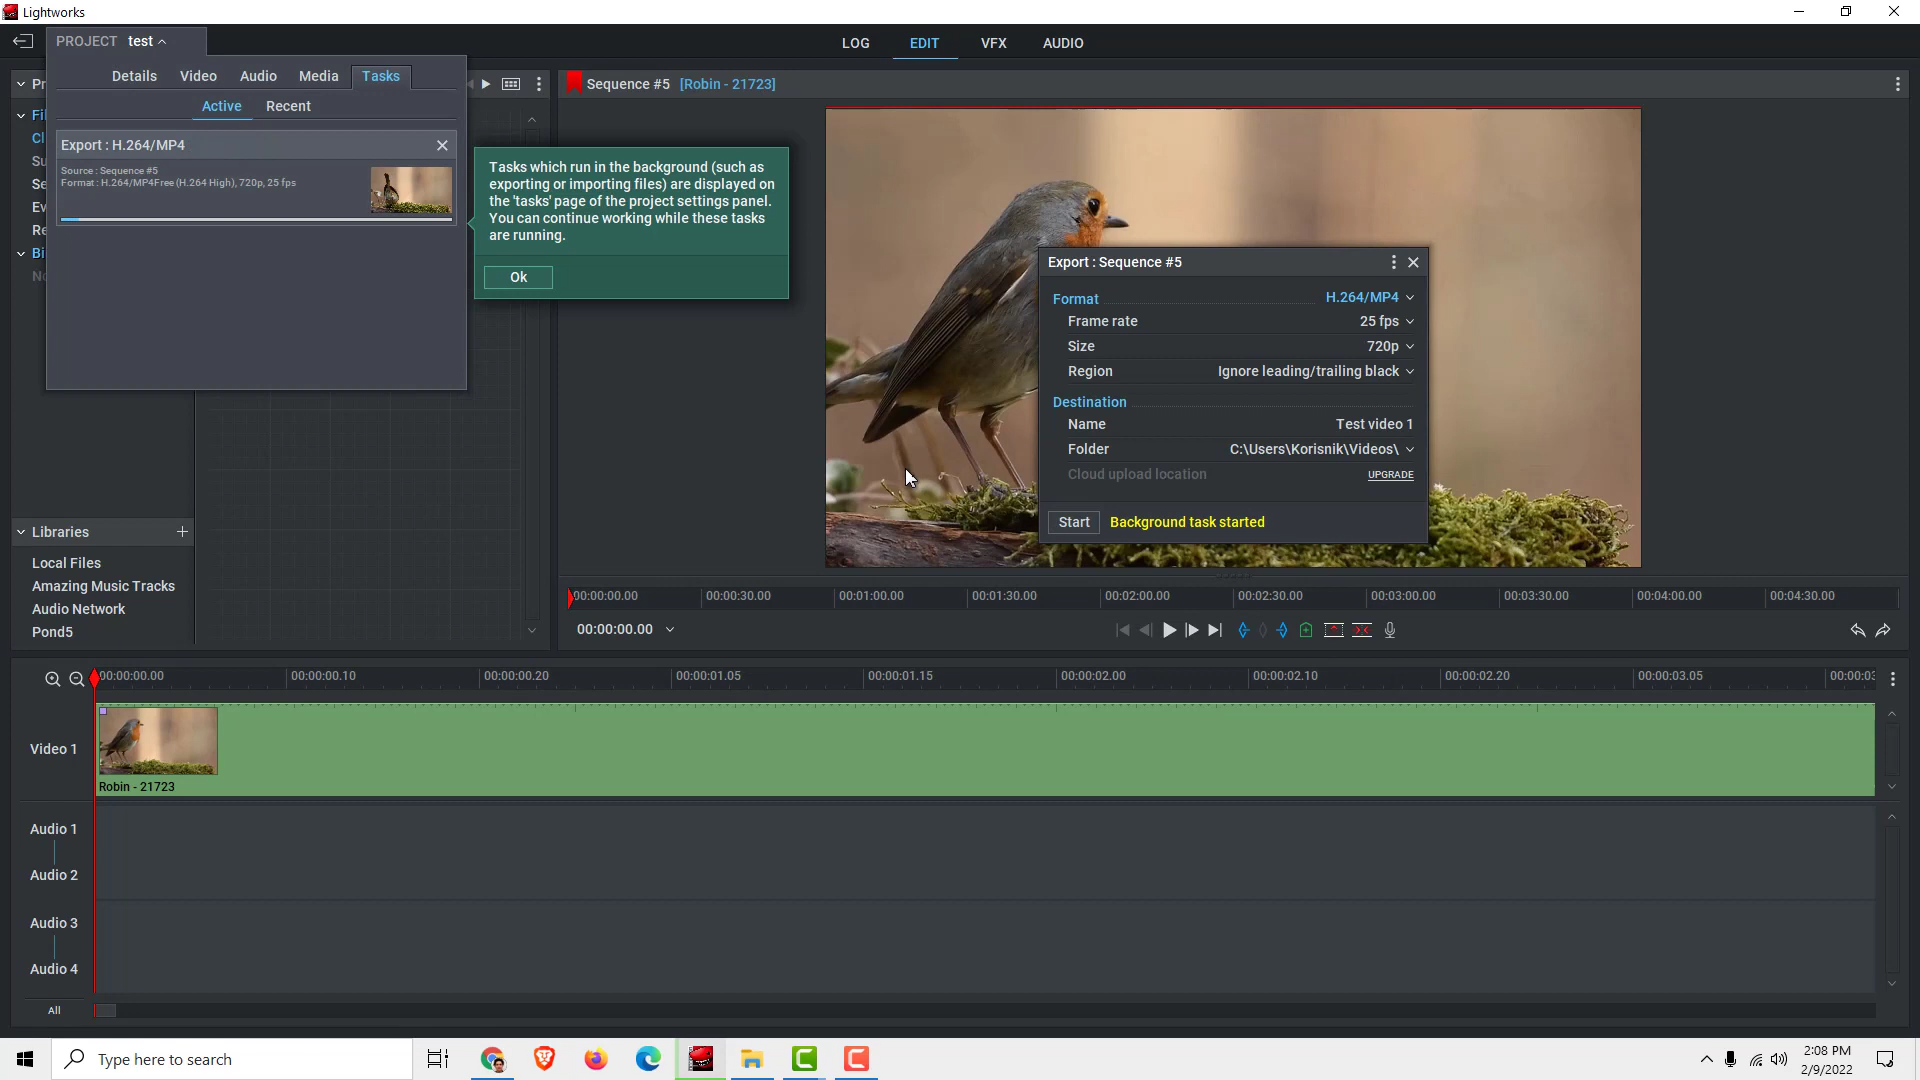 Lightworks
PROJECT test
LOG
EDIT
VFX
AUDIO
Details
Video
Audio
Media
Tasks
Active
Recent
Export : H.264/MP4
Source : Sequence #5
Format : H.264/MP4Free (H.264 High), 720p, 25 fps
Tasks which run in the background (such as
exporting or importing files) are displayed on
the 'tasks' page of the project settings panel.
You can continue working while these tasks
are running.
Ok
Sequence #5 [Robin - 21723]
Export : Sequence #5
Format H.264/MP4
Frame rate 25 fps
Size 720p
Region Ignore leading/trailing black
Destination
Name Test video 1
Folder C:\Users\Korisnik\Videos\
Cloud upload location UPGRADE
Start Background task started
Libraries
Local Files
Amazing Music Tracks
Audio Network
Pond5
00:00:00.00 00:00:30.00 00:01:00.00 00:01:30.00 00:02:00.00 00:02:30.00 00:03:00.00 00:03:30.00 00:04:00.00 00:04:30.00
00:00:00.00
00:00:00.00 00:00:00.10 00:00:00.20 00:00:01.05 00:00:01.15 00:00:02.00 00:00:02.10 00:00:02.20 00:00:03.05
Video 1
Robin - 21723
Audio 1
Audio 2
Audio 3
Audio 4
All
Type here to search
2:08 PM
2/9/2022